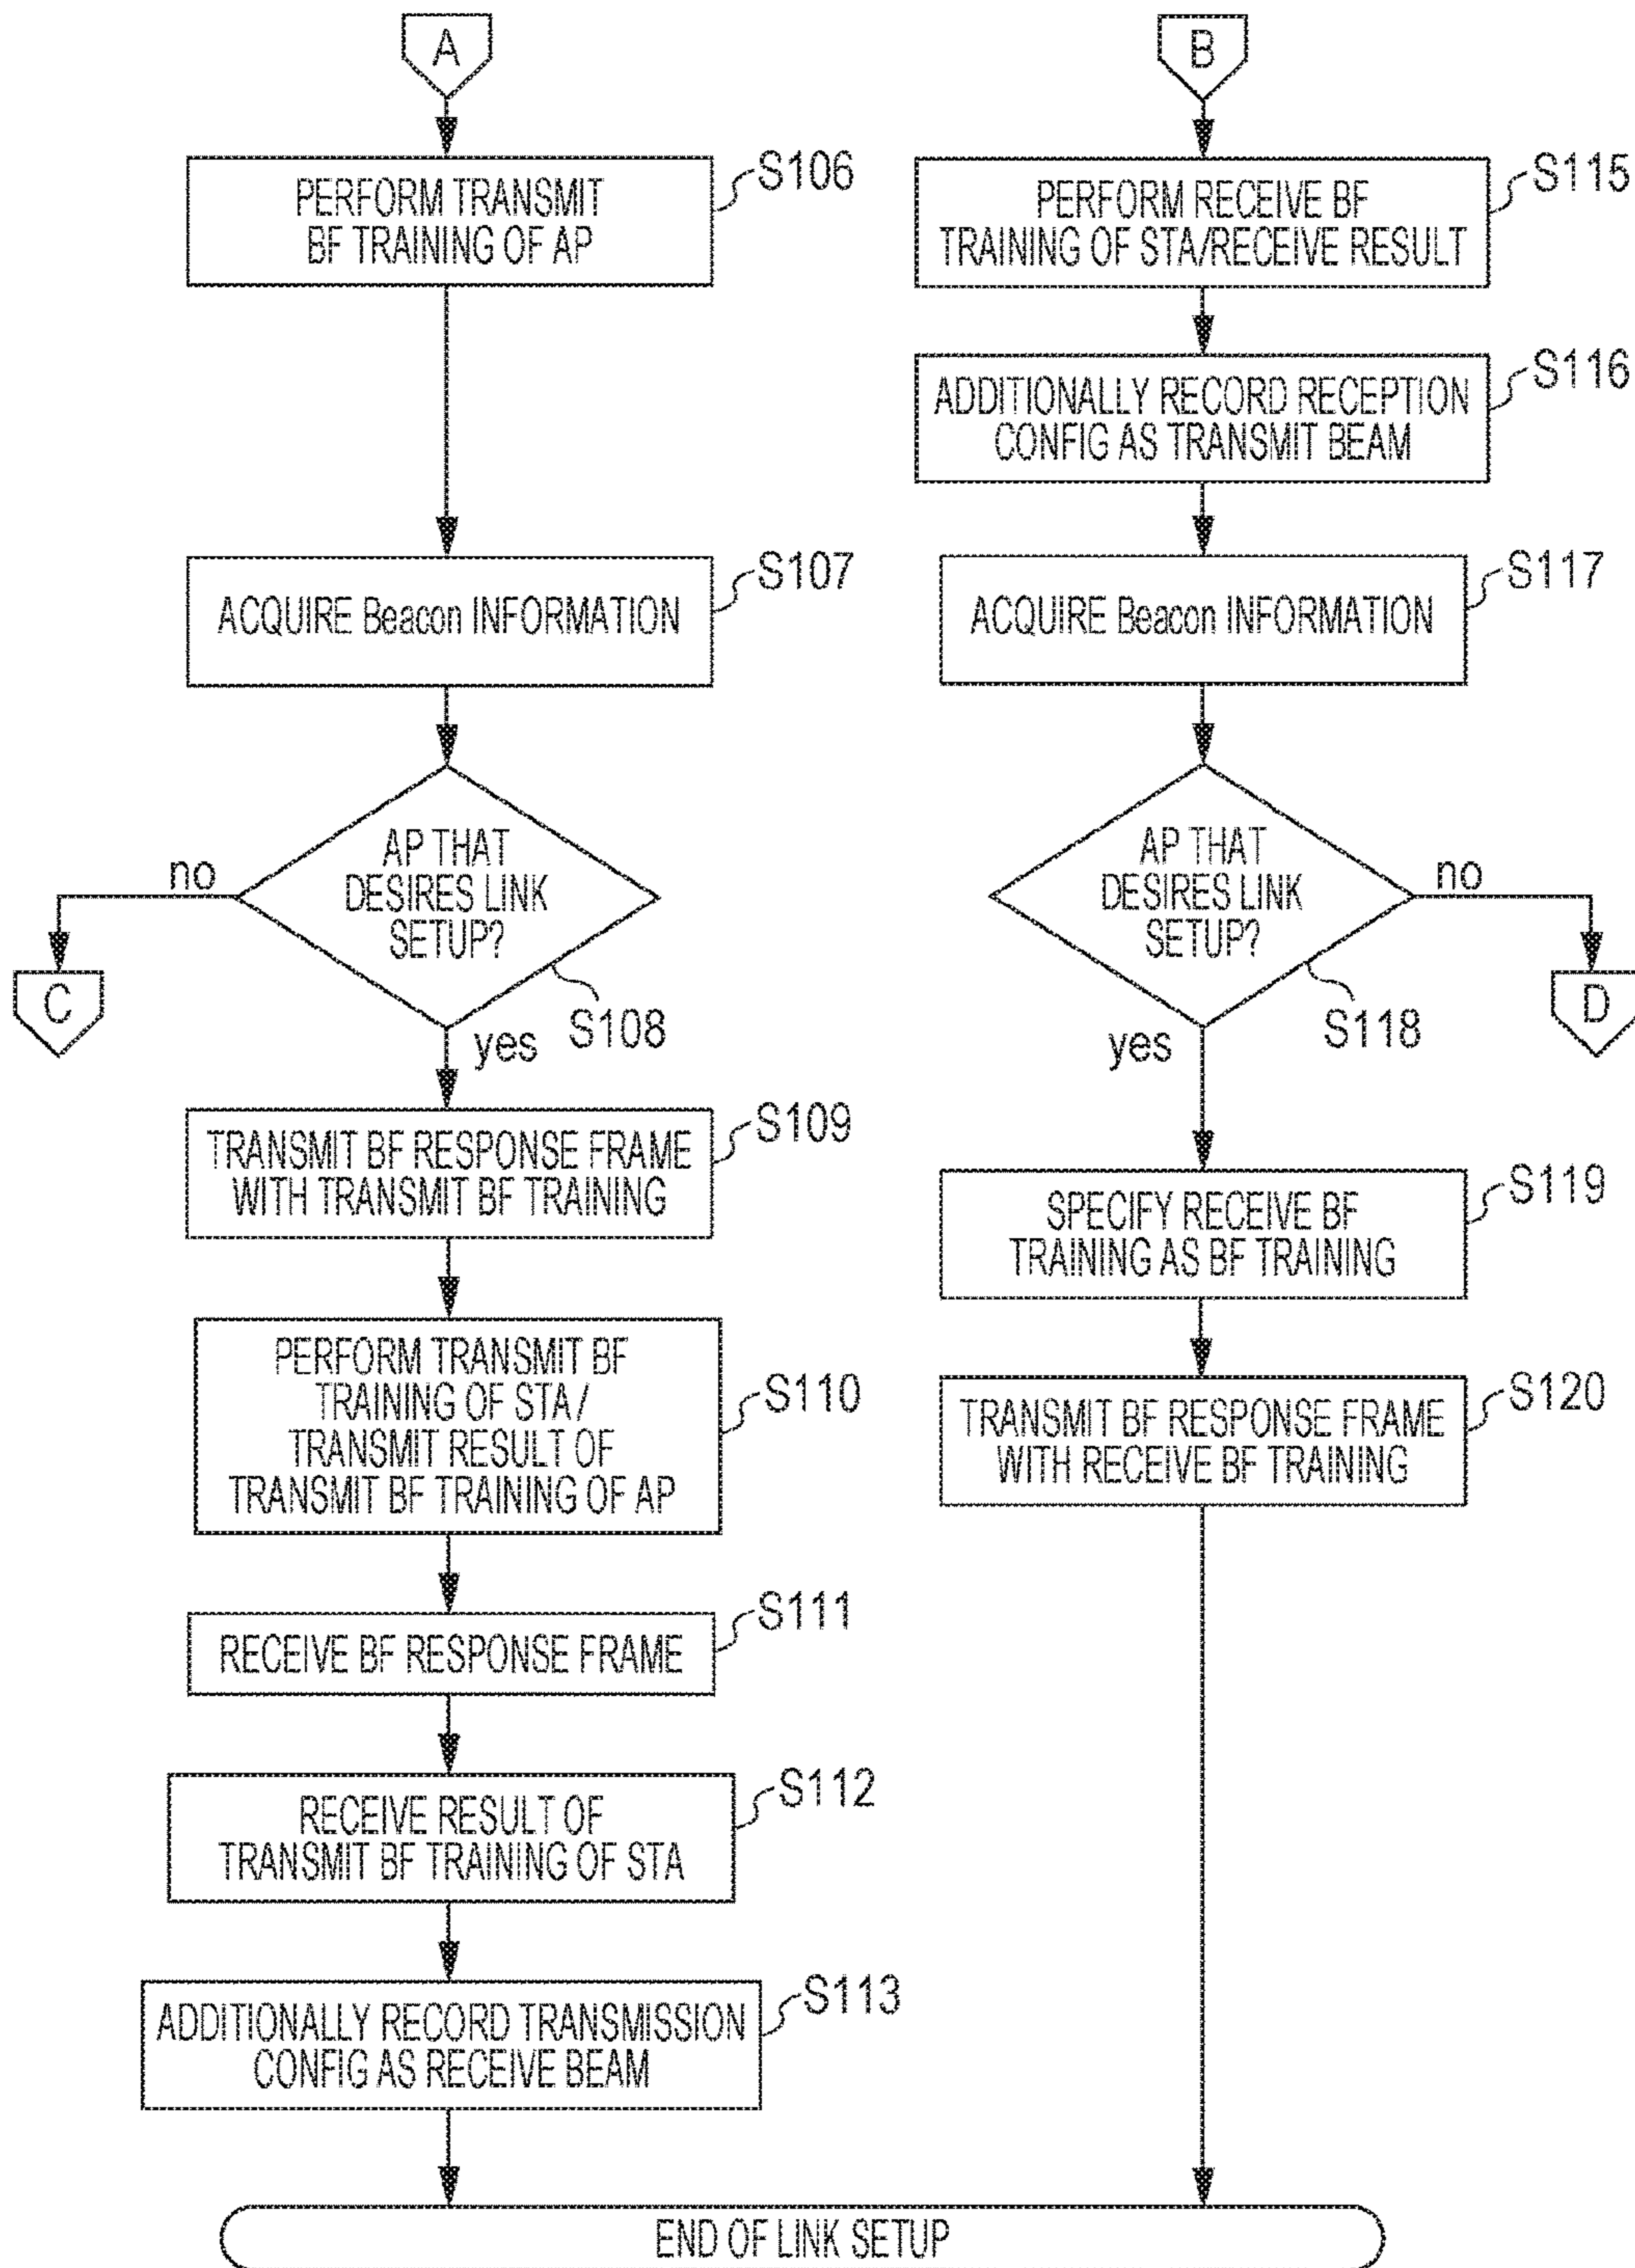 A
PERFORM TRANSMIT
BF TRAINING OF AP
S106
ACQUIRE Beacon INFORMATION
S107
AP THAT
DESIRES LINK
SETUP?
S108
no
C
yes
TRANSMIT BF RESPONSE FRAME
WITH TRANSMIT BF TRAINING
S109
PERFORM TRANSMIT BF
TRAINING OF STA /
TRANSMIT RESULT OF
TRANSMIT BF TRAINING OF AP
S110
RECEIVE BF RESPONSE FRAME
S111
RECEIVE RESULT OF
TRANSMIT BF TRAINING OF STA
S112
ADDITIONALLY RECORD TRANSMISSION
CONFIG AS RECEIVE BEAM
S113
B
PERFORM RECEIVE BF
TRAINING OF STA/RECEIVE RESULT
S115
ADDITIONALLY RECORD RECEPTION
CONFIG AS TRANSMIT BEAM
S116
ACQUIRE Beacon INFORMATION
S117
AP THAT
DESIRES LINK
SETUP?
S118
no
D
yes
SPECIFY RECEIVE BF
TRAINING AS BF TRAINING
S119
TRANSMIT BF RESPONSE FRAME
WITH RECEIVE BF TRAINING
S120
END OF LINK SETUP